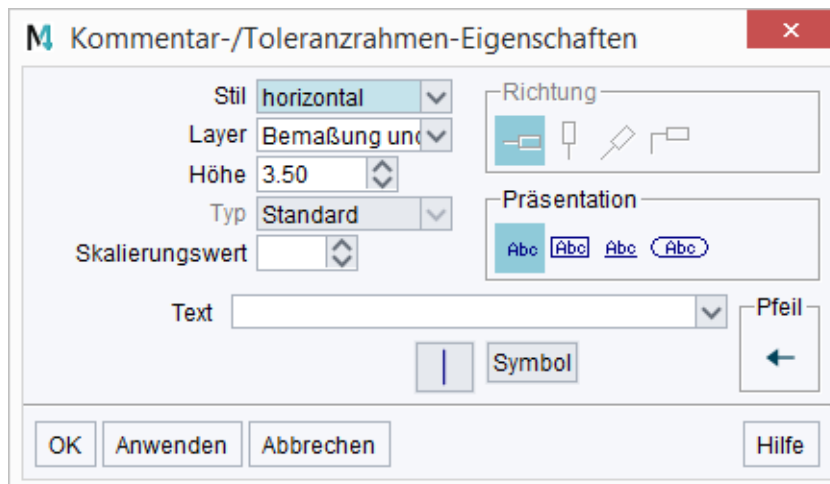 M4 Kommentar-/Toleranzrahmen-Eigenschaften
Stil horizontal
Richtung
Layer Bemaßung und
Höhe 3.50
Typ Standard
Präsentation
Abc Abc Abc Abc
Skalierungswert
Text
Pfeil
Symbol
OK Anwenden Abbrechen Hilfe